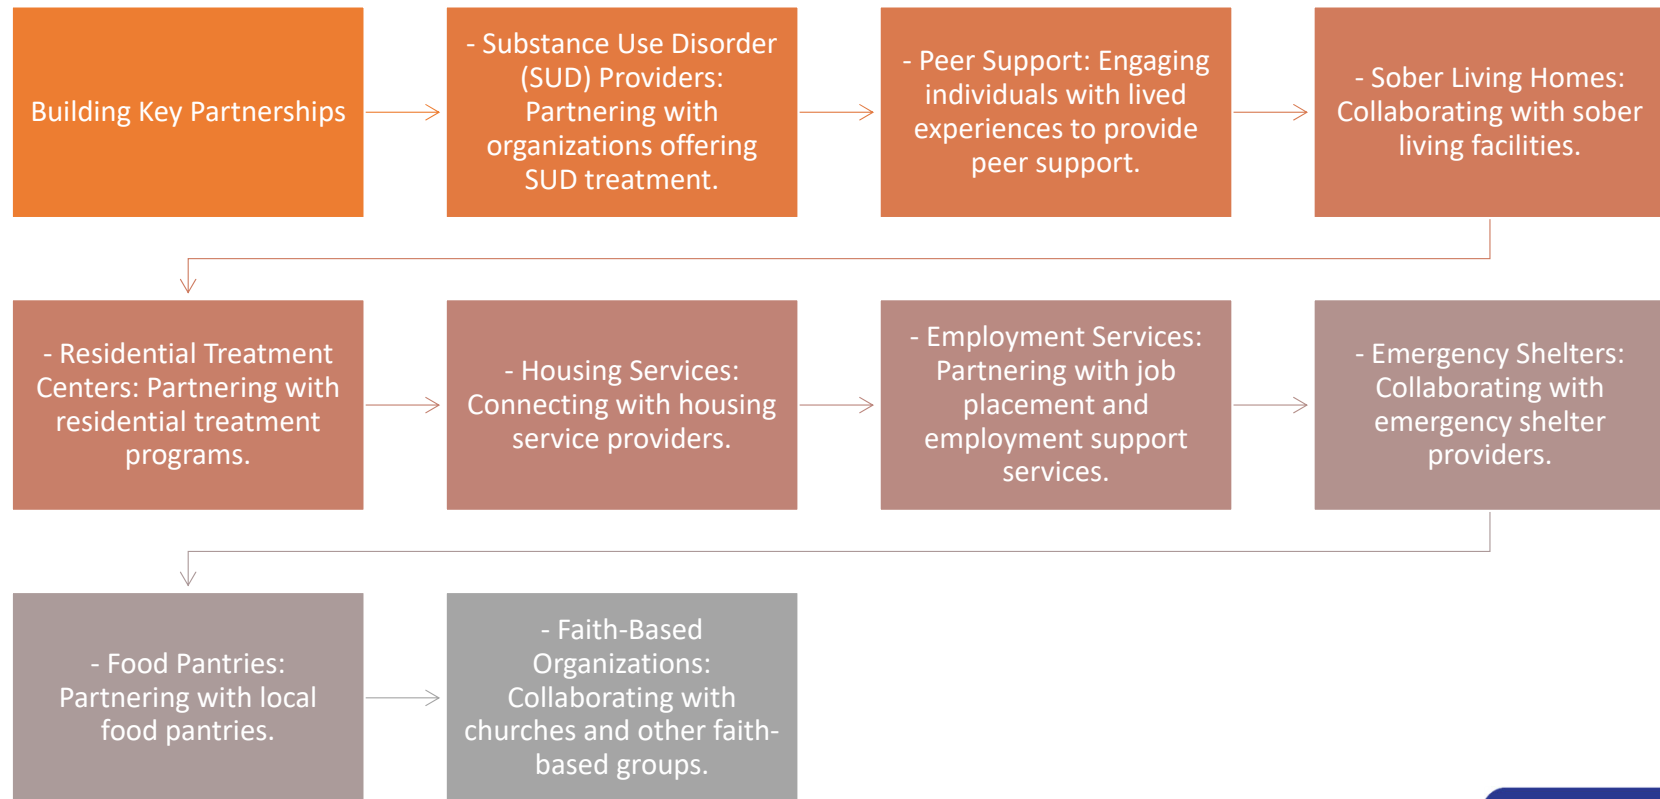 Building Key Partnerships
- Substance Use Disorder
(SUD) Providers:
Partnering with
organizations offering
SUD treatment.
- Peer Support: Engaging
individuals with lived
experiences to provide
peer support.
- Sober Living Homes:
Collaborating with sober
living facilities.
- Residential Treatment
Centers: Partnering with
residential treatment
programs.
- Housing Services:
Connecting with housing
service providers.
- Employment Services:
Partnering with job
placement and
employment support
services.
- Emergency Shelters:
Collaborating with
emergency shelter
providers.
- Food Pantries:
Partnering with local
food pantries.
- Faith-Based
Organizations:
Collaborating with
churches and other faith-
based groups.